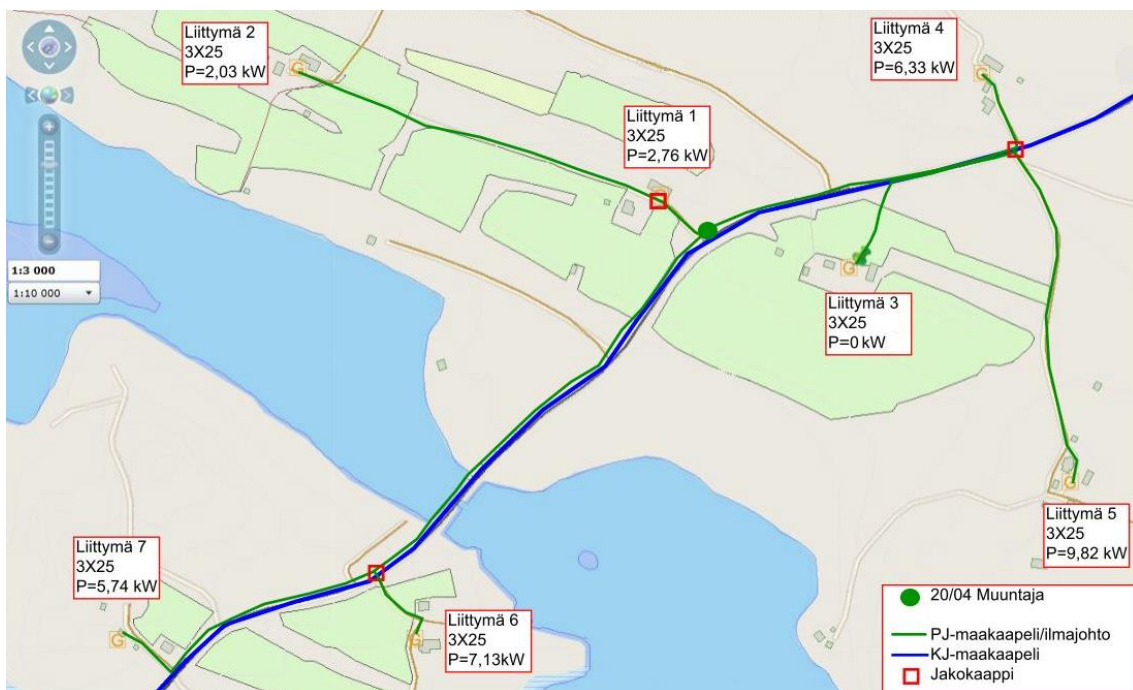 Liittymä 2
3X25
P=2,03 kW
G
Liittymä 4
3X25
P=6,33 kW
G
Liittymä 1
3X25
P=2,76 kW
1:3 000
1:10 000
G
Liittymä 3
3X25
P=0 kW
G
Liittymä 5
3X25
P=9,82 kW
Liittymä 7
3X25
P=5,74 kW
G
Liittymä 6
3X25
P=7,13kW
G
20/04 Muuntaja
PJ-maakaapeli/ilmajohto
KJ-maakaapeli
Jakokaappi